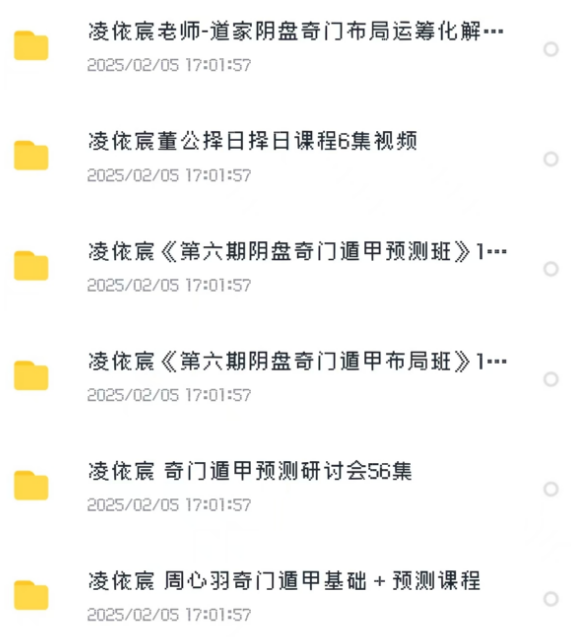 凌依宸老师-道家阴盘奇门布局运筹化解…
2025/02/05 17:01:57
凌依宸董公择日择日课程6集视频
2025/02/05 17:01:57
凌依宸《第六期阴盘奇门遁甲预测班》1…
2025/02/05 17:01:57
凌依宸《第六期阴盘奇门遁甲布局班》1…
2025/02/05 17:01:57
凌依宸 奇门遁甲预测研讨会56集
2025/02/05 17:01:57
凌依宸 周心羽奇门遁甲基础+预测课程
2025/02/05 17:01:57